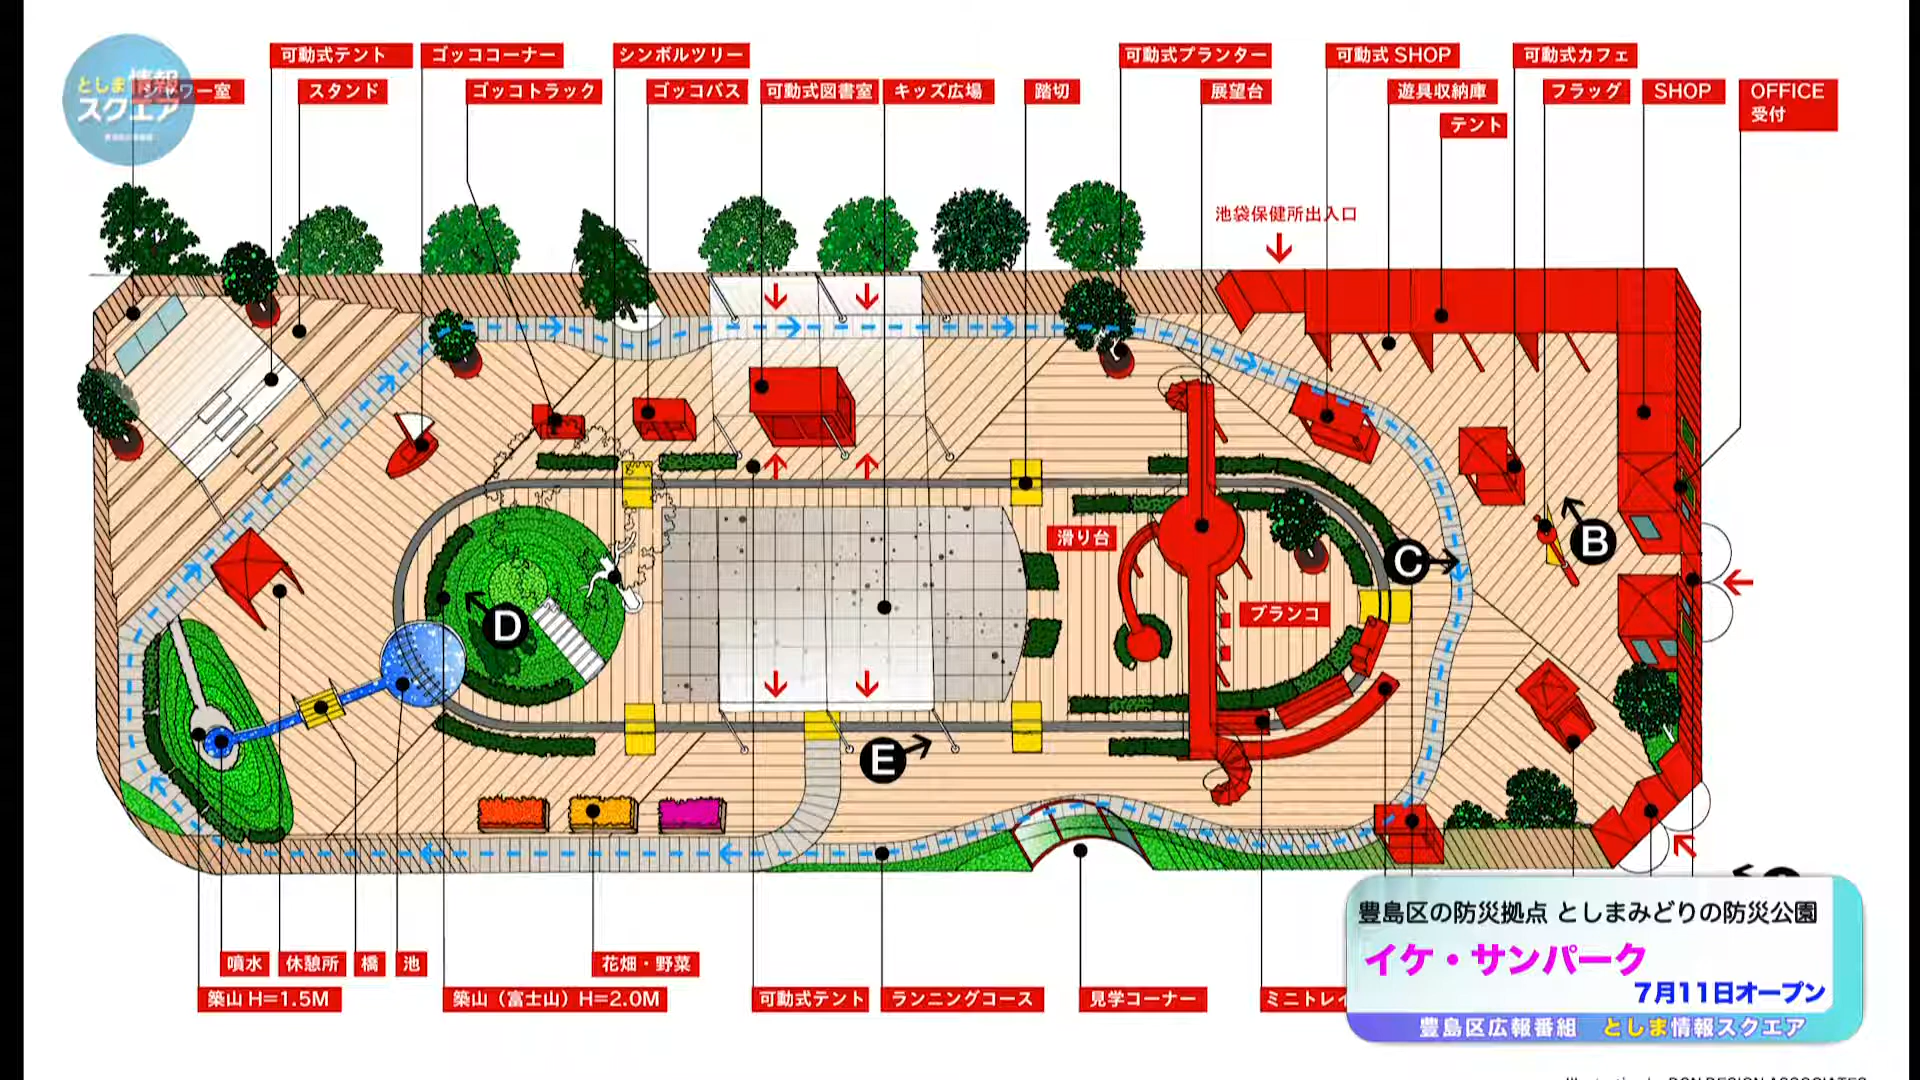 可動式テント
ゴッココーナー
シンボルツリー
可動式プランター
可動式 SHOP
可動式カフェ
としま情報
スクエア
シャワー室
スタンド
ゴッコトラック
ゴッコバス
可動式図書室
キッズ広場
踏切
展望台
遊具収納庫
フラッグ
SHOP
OFFICE
受付
テント
池袋保健所出入口
滑り台
ブランコ
B
C
D
E
噴水
休憩所
橋
池
花畑・野菜
築山 H=1.5M
築山（富士山）H=2.0M
可動式テント
ランニングコース
見学コーナー
ミニトレイ
豊島区の防災拠点 としまみどりの防災公園
イケ・サンパーク
7月11日オープン
豊島区広報番組 としま情報スクエア